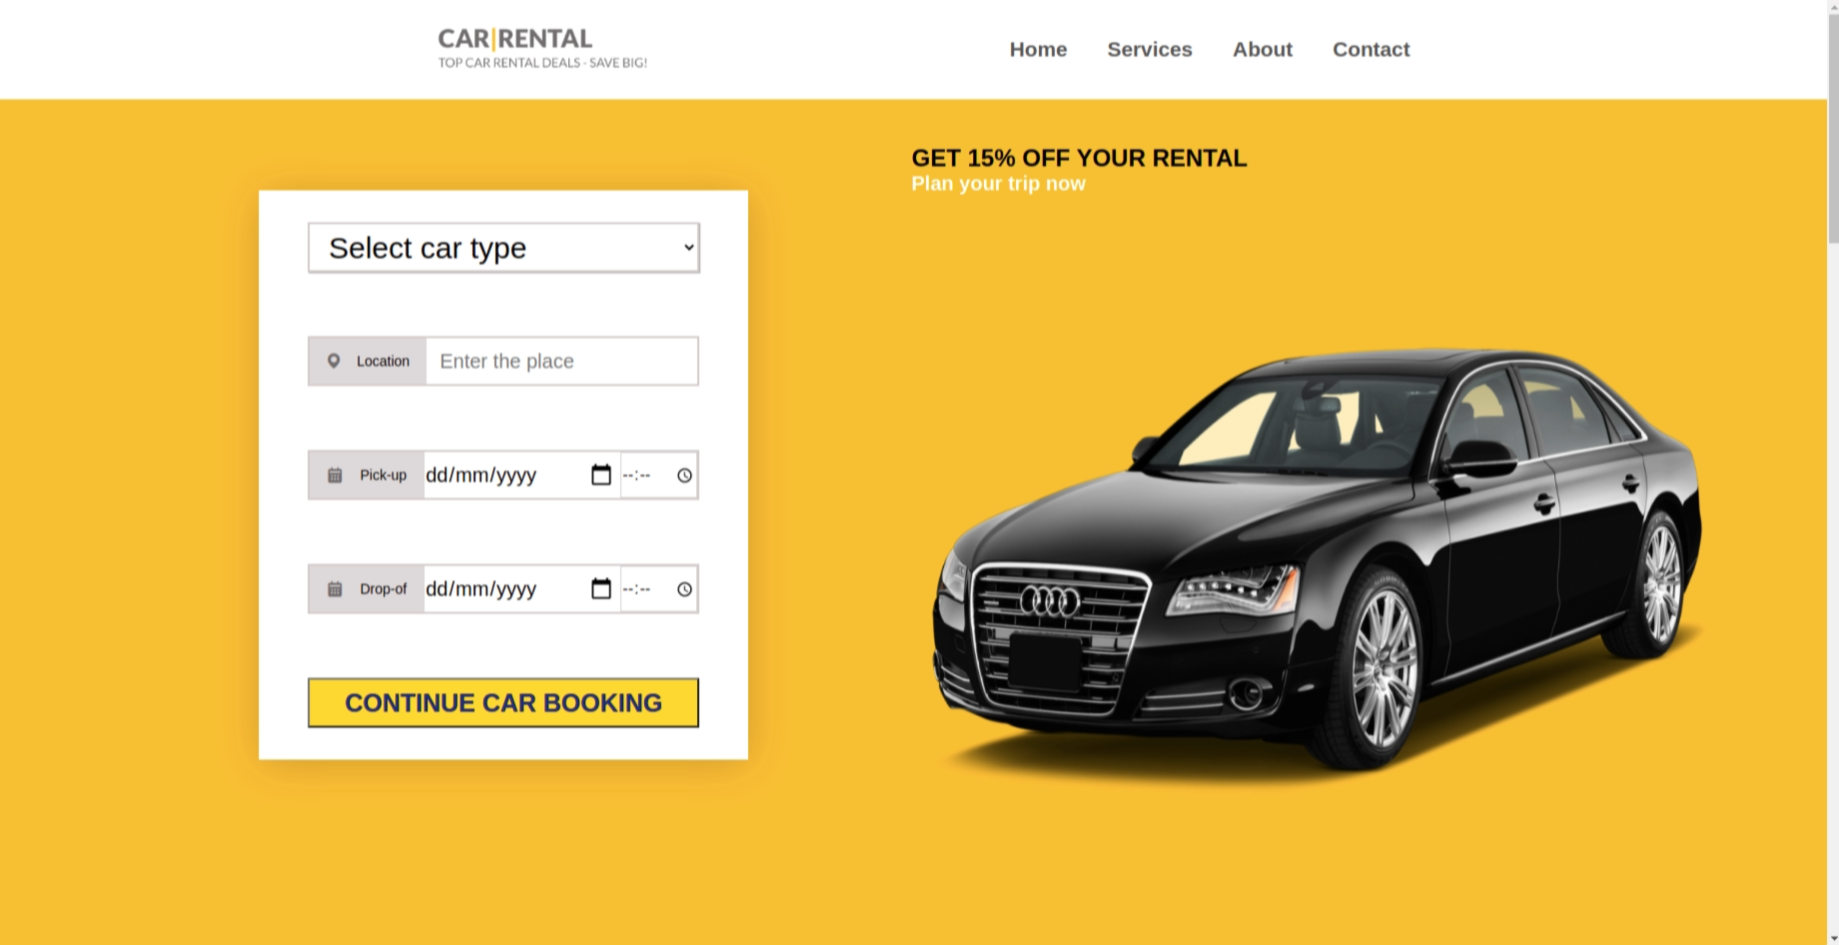 CAR|RENTAL
TOP CAR RENTAL DEALS - SAVE BIG!
Home Services About Contact
GET 15% OFF YOUR RENTAL
Plan your trip now
Select car type
Location Enter the place
Pick-up dd/mm/yyyy --:--
Drop-of dd/mm/yyyy --:--
CONTINUE CAR BOOKING